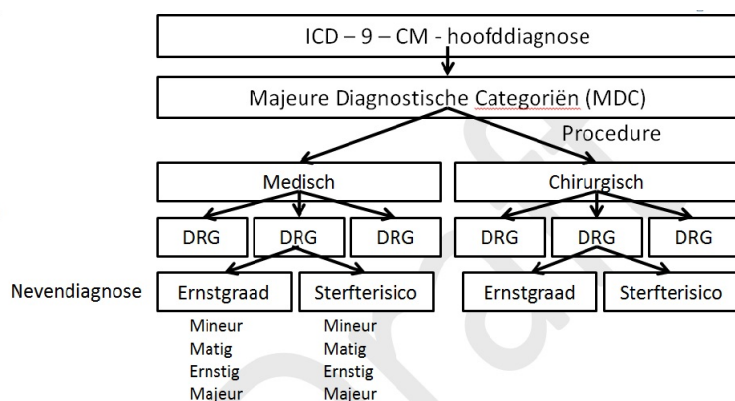 ICD – 9 – CM - hoofddiagnose
Majeure Diagnostische Categoriën (MDC)
Procedure
Medisch
Chirurgisch
DRG DRG DRG DRG DRG DRG
Nevendiagnose Ernstgraad Sterfterisico Ernstgraad Sterfterisico
Mineur Mineur
Matig Matig
Ernstig Ernstig
Majeur Majeur
Draft